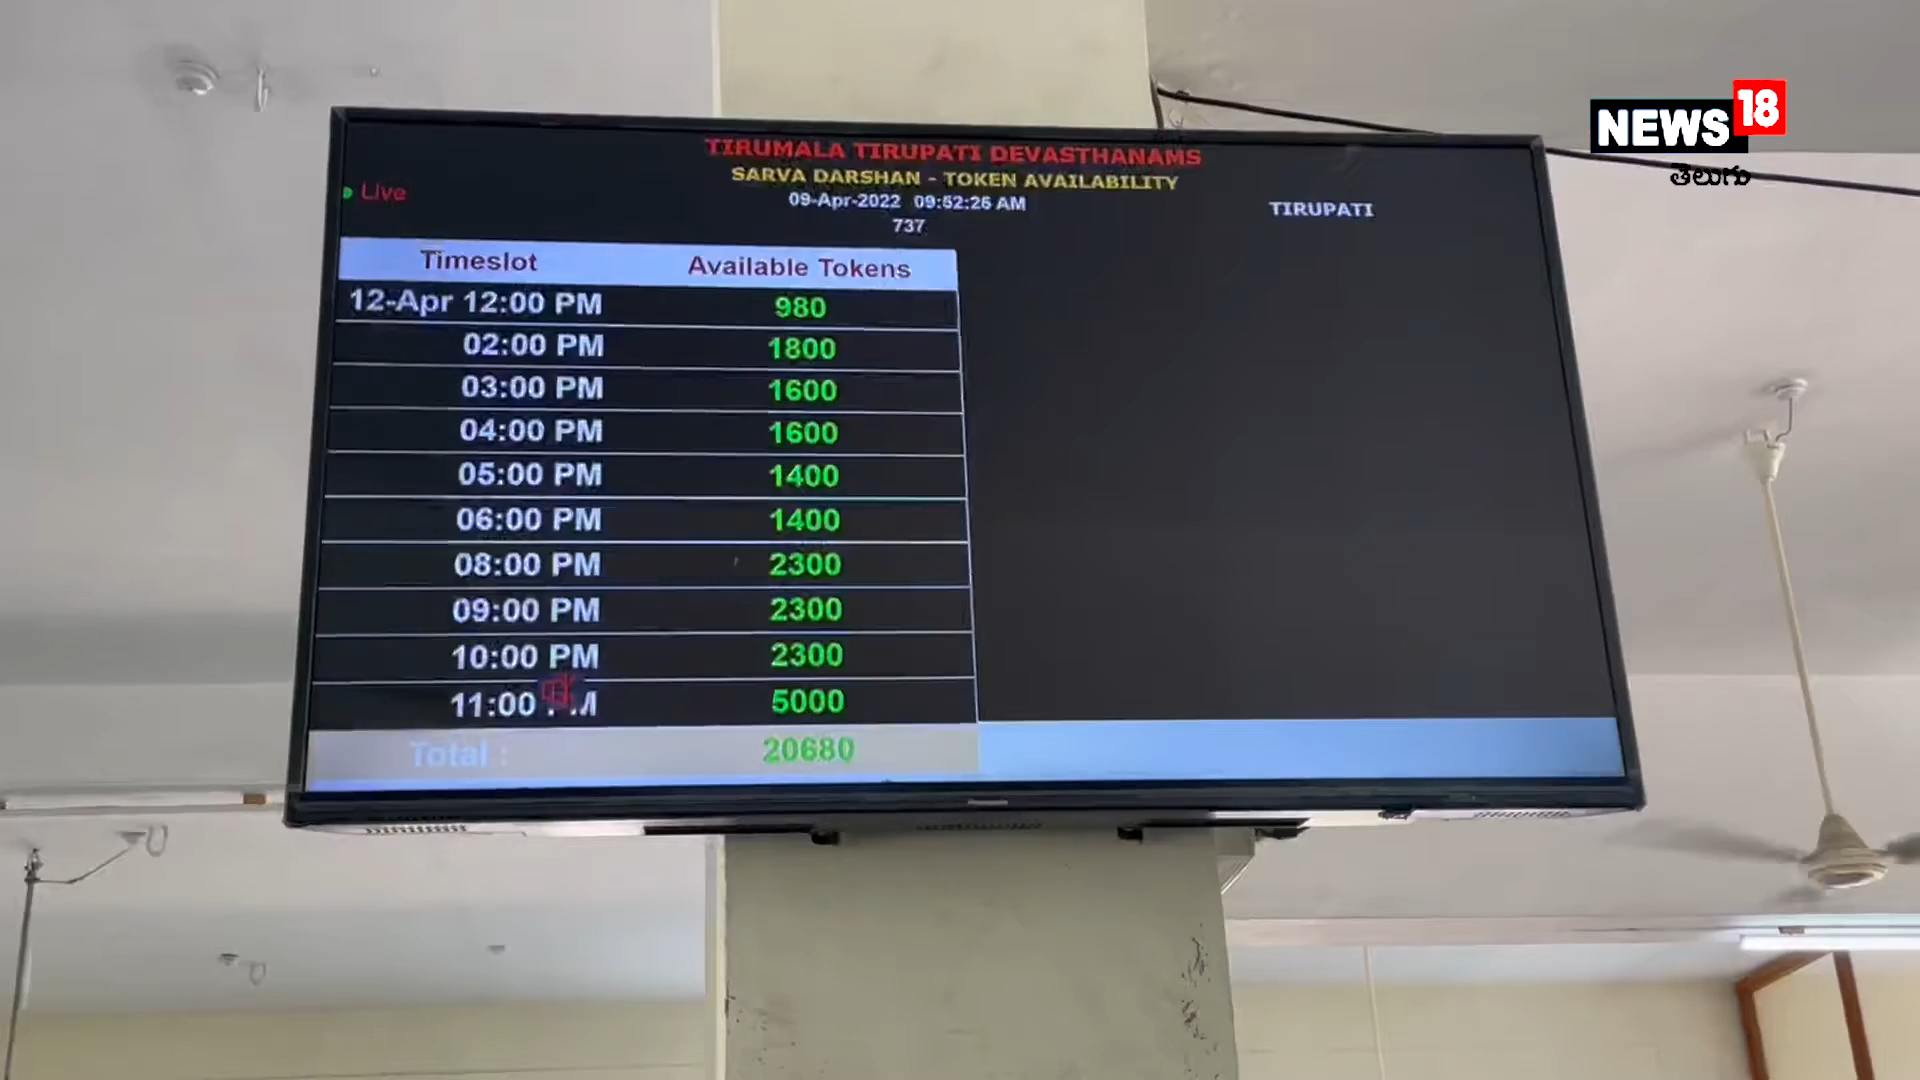 NEWS 18
తెలుగు
TIRUMALA TIRUPATI DEVASTHANAMS
SARVA DARSHAN - TOKEN AVAILABILITY
Live
09-Apr-2022 09:52:26 AM
TIRUPATI
737
Timeslot Available Tokens
12-Apr 12:00 PM 980
02:00 PM 1800
03:00 PM 1600
04:00 PM 1600
05:00 PM 1400
06:00 PM 1400
08:00 PM 2300
09:00 PM 2300
10:00 PM 2300
11:00 PM 5000
Total : 20680